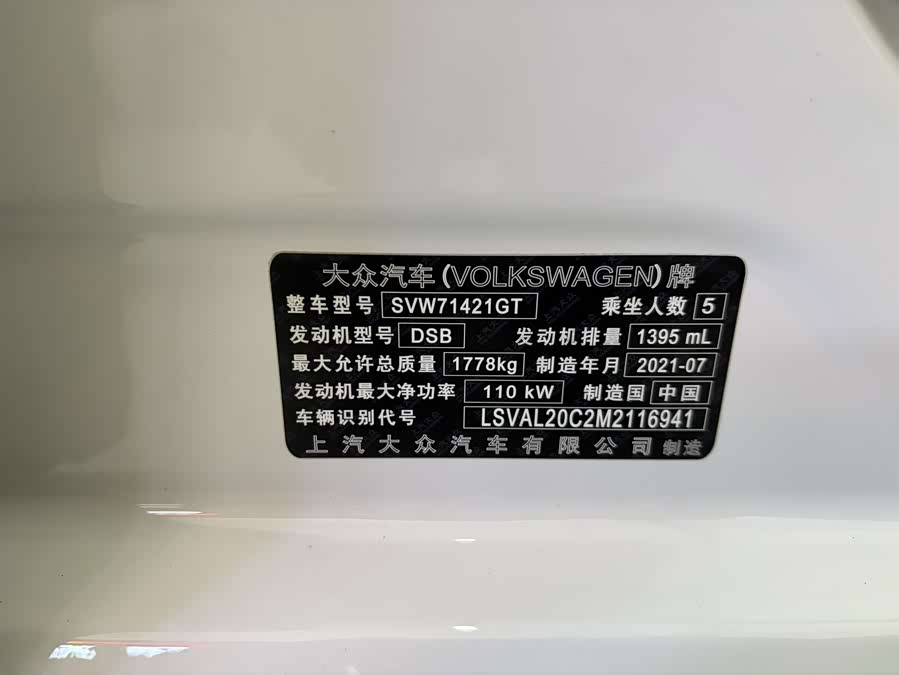 大众汽车(VOLKSWAGEN)牌
整车型号 SVW71421GT 乘坐人数 5
发动机型号 DSB 发动机排量 1395 mL
最大允许总质量 1778kg 制造年月 2021-07
发动机最大净功率 110 kW 制造国 中国
车辆识别代号 LSVAL20C2M2116941
上汽大众汽车有限公司 制造